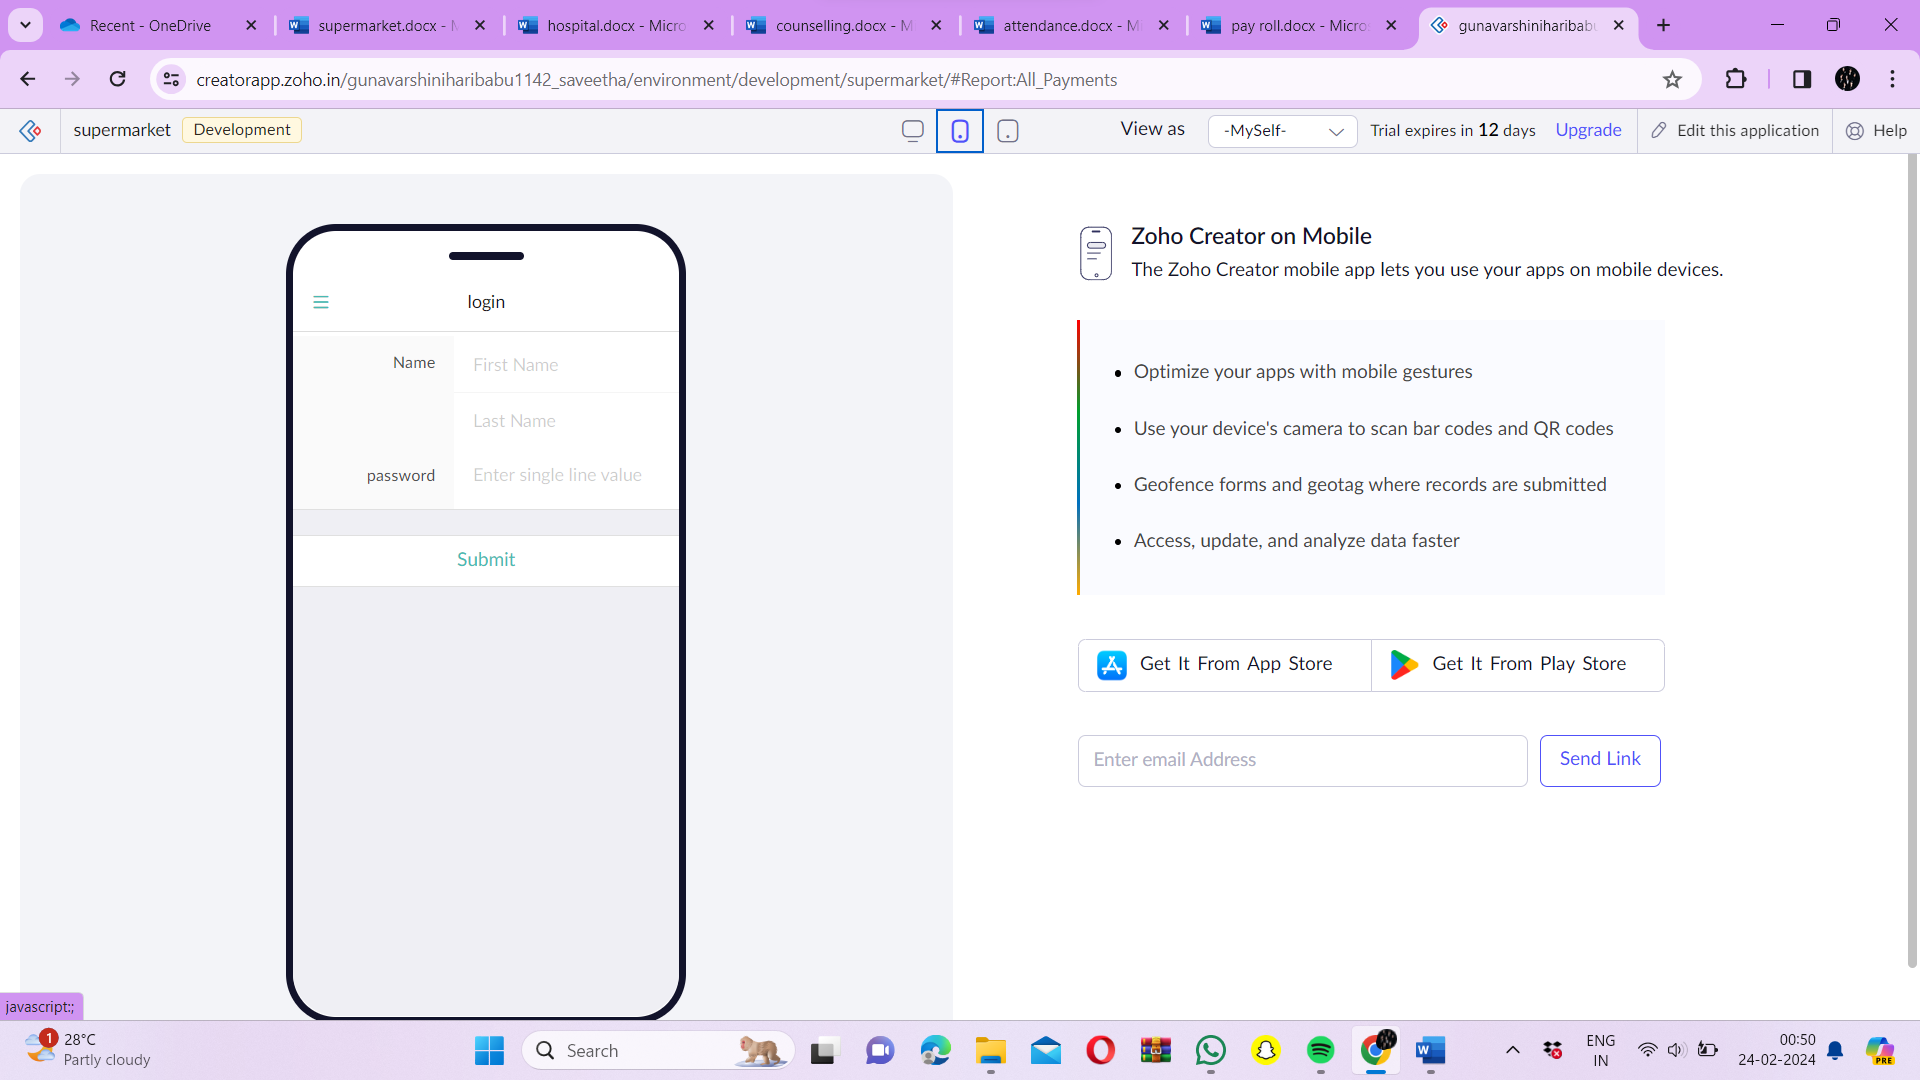 Recent - OneDrive
supermarket.docx - M
hospital.docx - Micro
counselling.docx - Mi
attendance.docx - Mi
pay roll.docx - Micros
gunavarshiniharibabu
creatorapp.zoho.in/gunavarshiniharibabu1142_saveetha/environment/development/supermarket/#Report:All_Payments
supermarket Development View as -MySelf- Trial expires in 12 days Upgrade Edit this application Help
login
Name First Name
Last Name
password Enter single line value
Submit
Zoho Creator on Mobile
The Zoho Creator mobile app lets you use your apps on mobile devices.
• Optimize your apps with mobile gestures
• Use your device's camera to scan bar codes and QR codes
• Geofence forms and geotag where records are submitted
• Access, update, and analyze data faster
Get It From App Store Get It From Play Store
Enter email Address Send Link
javascript:;
1 28°C
Partly cloudy
Search
ENG
IN
00:50
24-02-2024
PRE